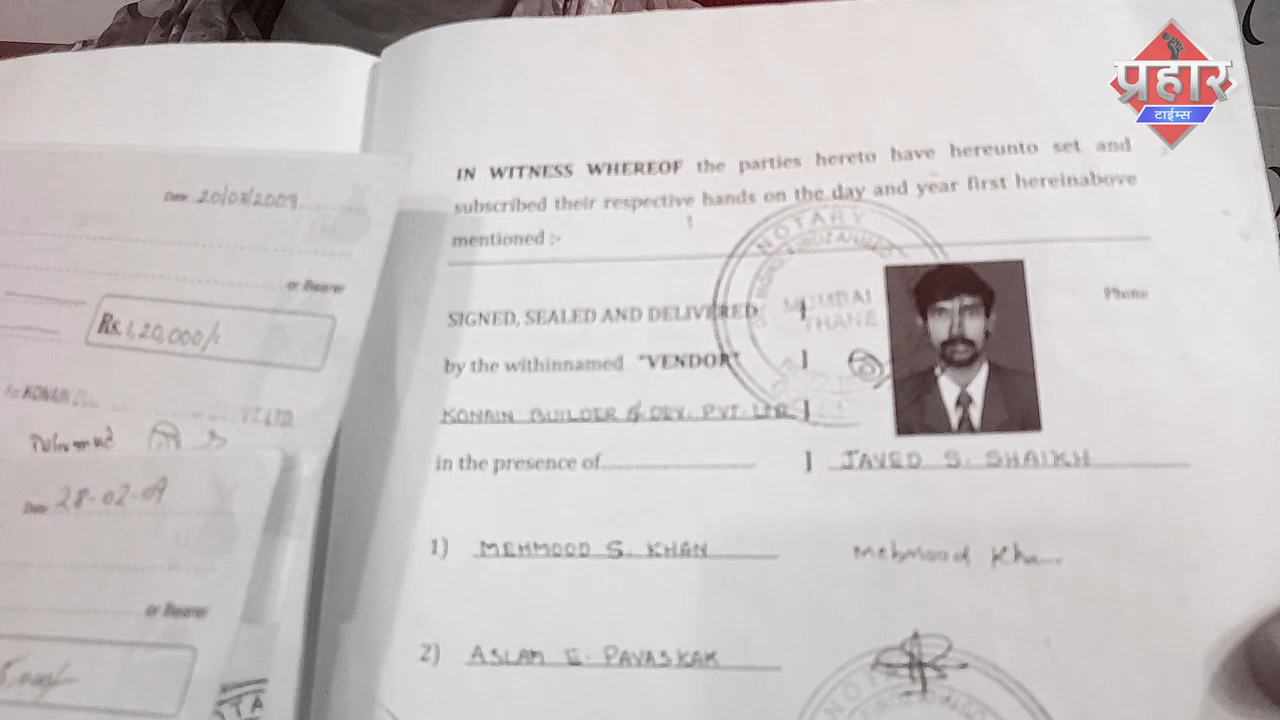 प्रहार
टाईम्स
Date 20/02/2009
or Bearer
Rs. 1,20,000/-
Date 28-02-09
or Bearer
IN WITNESS WHEREOF the parties hereto have hereunto set and
subscribed their respective hands on the day and year first hereinabove
mentioned :-
NOTARY
MUMBAI
THANE
Photo
SIGNED, SEALED AND DELIVERED ]
by the withinnamed "VENDOR" ]
KONAIN BUILDER & DEV. PVT. LTD. ]
in the presence of ] JAVED S. SHAIKH
1) MEHMOOD S. KHAN Mehmood Khan
2) ASLAM E. PAVASKAR